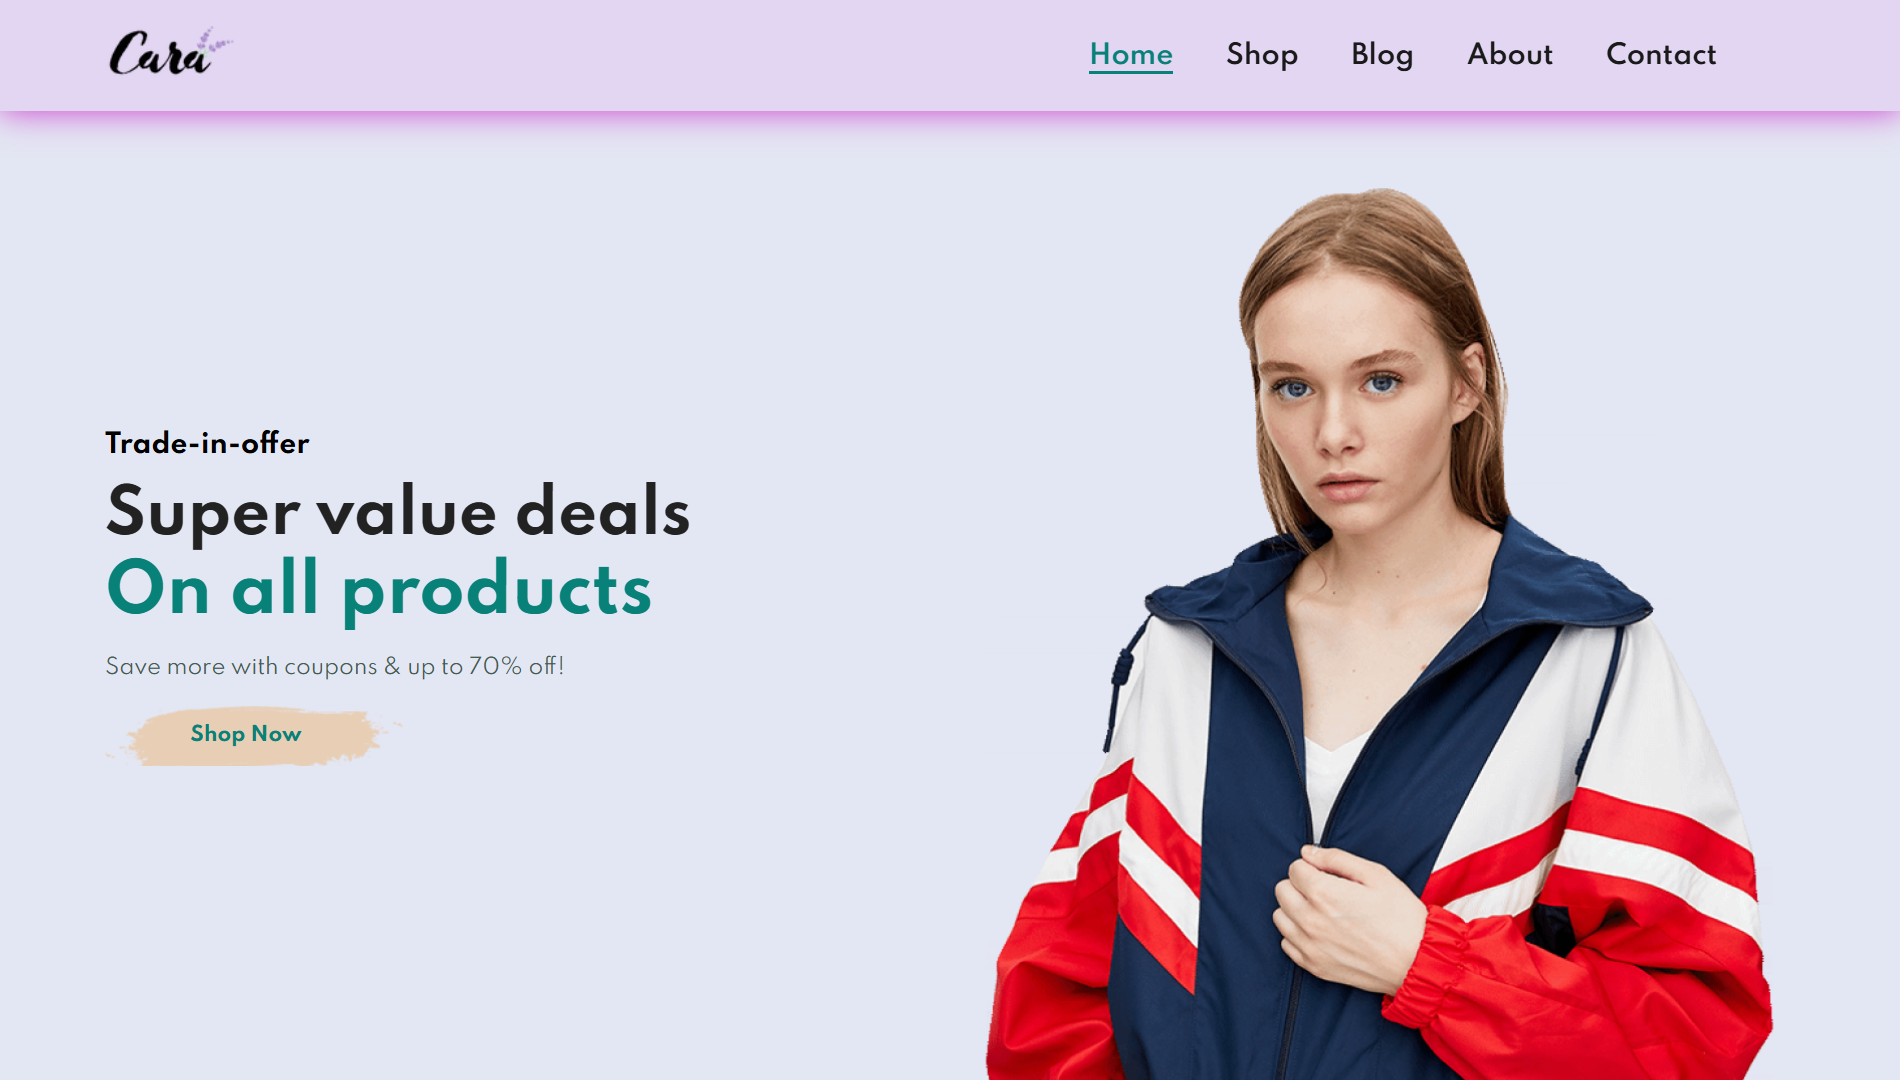 Cara
Home Shop Blog About Contact
Trade-in-offer
Super value deals
On all products
Save more with coupons & up to 70% off!
Shop Now